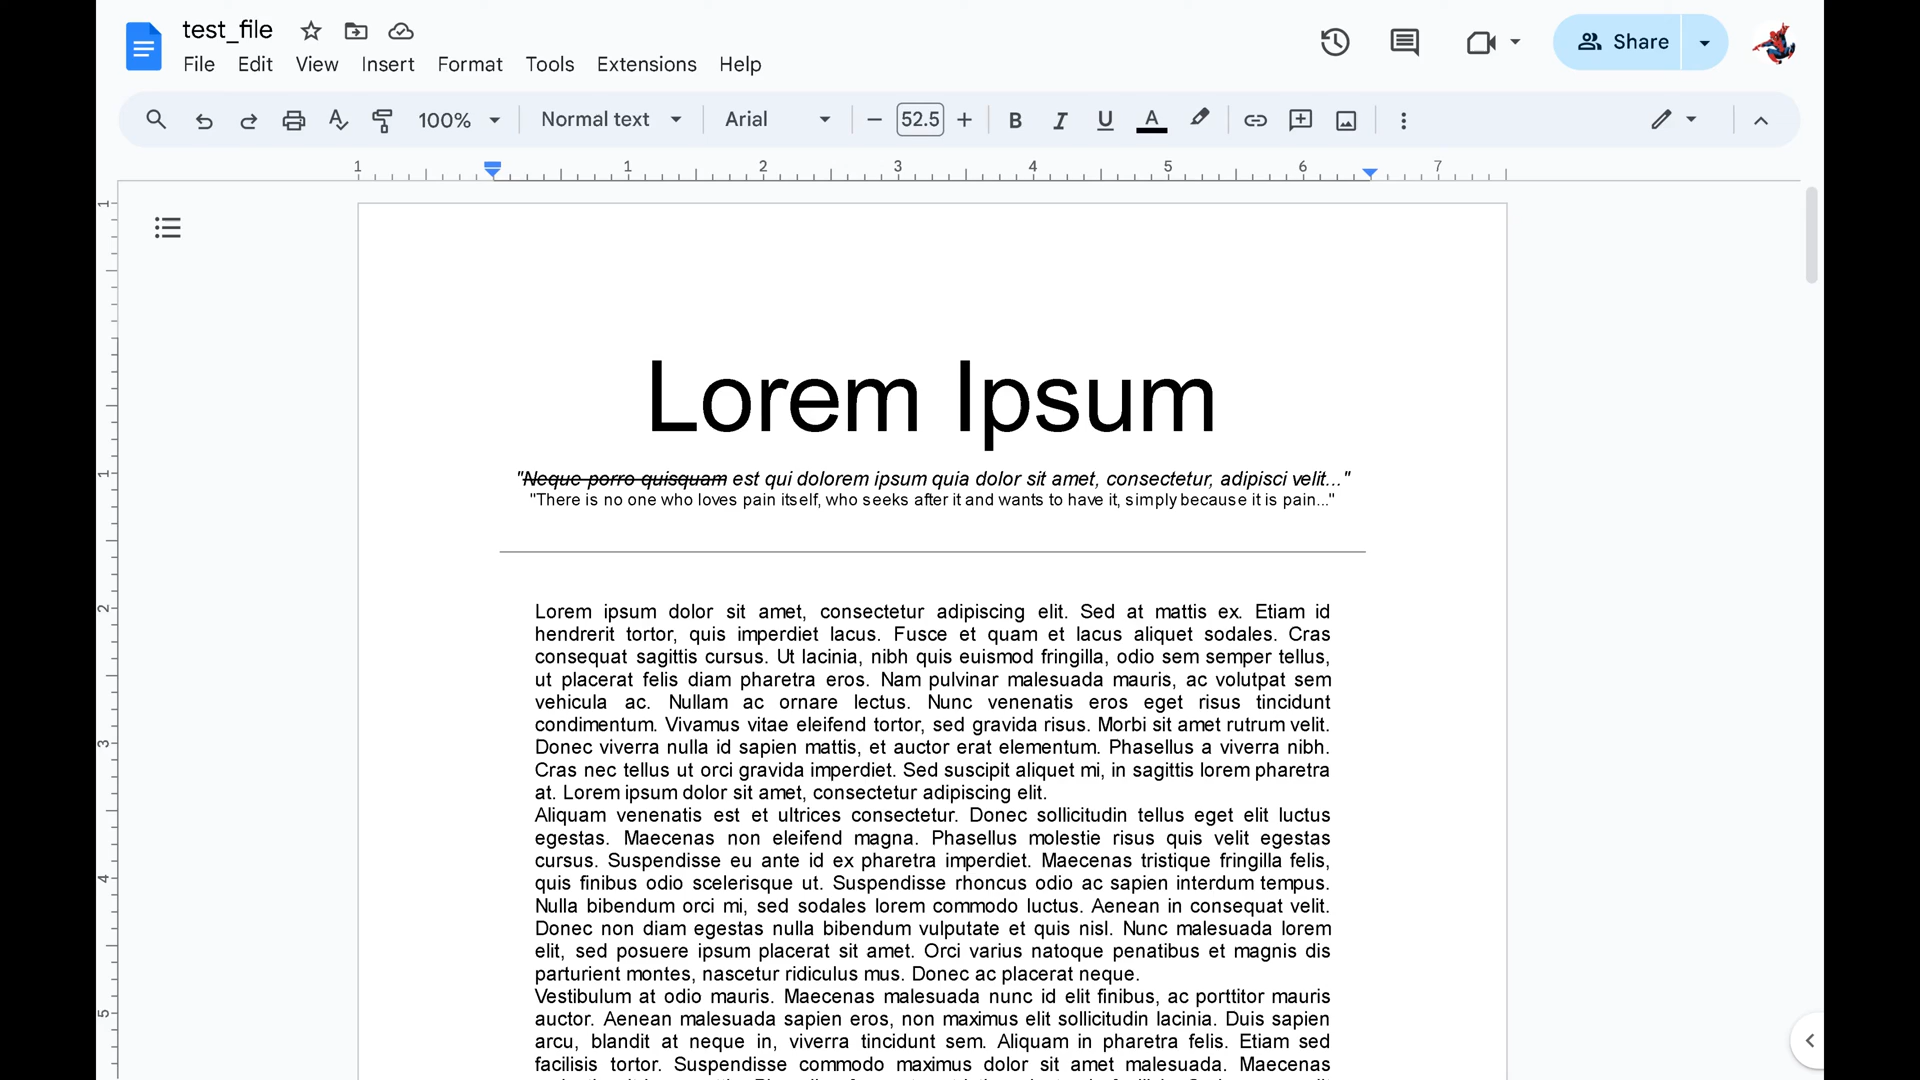 test_file
File Edit View Insert Format Tools Extensions Help
Share
100% Normal text Arial − 52.5 + B I U A
1 1 2 3 4 5 6 7
1
1
2
3
4
5
Lorem Ipsum
"Neque porro quisquam est qui dolorem ipsum quia dolor sit amet, consectetur, adipisci velit..."
"There is no one who loves pain itself, who seeks after it and wants to have it, simply because it is pain..."
Lorem ipsum dolor sit amet, consectetur adipiscing elit. Sed at mattis ex. Etiam id
hendrerit tortor, quis imperdiet lacus. Fusce et quam et lacus aliquet sodales. Cras
consequat sagittis cursus. Ut lacinia, nibh quis euismod fringilla, odio sem semper tellus,
ut placerat felis diam pharetra eros. Nam pulvinar malesuada mauris, ac volutpat sem
vehicula ac. Nullam ac ornare lectus. Nunc venenatis eros eget risus tincidunt
condimentum. Vivamus vitae eleifend tortor, sed gravida risus. Morbi sit amet rutrum velit.
Donec viverra nulla id sapien mattis, et auctor erat elementum. Phasellus a viverra nibh.
Cras nec tellus ut orci gravida imperdiet. Sed suscipit aliquet mi, in sagittis lorem pharetra
at. Lorem ipsum dolor sit amet, consectetur adipiscing elit.
Aliquam venenatis est et ultrices consectetur. Donec sollicitudin tellus eget elit luctus
egestas. Maecenas non eleifend magna. Phasellus molestie risus quis velit egestas
cursus. Suspendisse eu ante id ex pharetra imperdiet. Maecenas tristique fringilla felis,
quis finibus odio scelerisque ut. Suspendisse rhoncus odio ac sapien interdum tempus.
Nulla bibendum orci mi, sed sodales lorem commodo luctus. Aenean in consequat velit.
Donec non diam egestas nulla bibendum vulputate et quis nisl. Nunc malesuada lorem
elit, sed posuere ipsum placerat sit amet. Orci varius natoque penatibus et magnis dis
parturient montes, nascetur ridiculus mus. Donec ac placerat neque.
Vestibulum at odio mauris. Maecenas malesuada nunc id elit finibus, ac porttitor mauris
auctor. Aenean malesuada sapien eros, non maximus elit sollicitudin lacinia. Duis sapien
arcu, blandit at neque in, viverra tincidunt sem. Aliquam in pharetra felis. Etiam sed
facilisis tortor. Suspendisse commodo maximus dolor sit amet malesuada. Maecenas